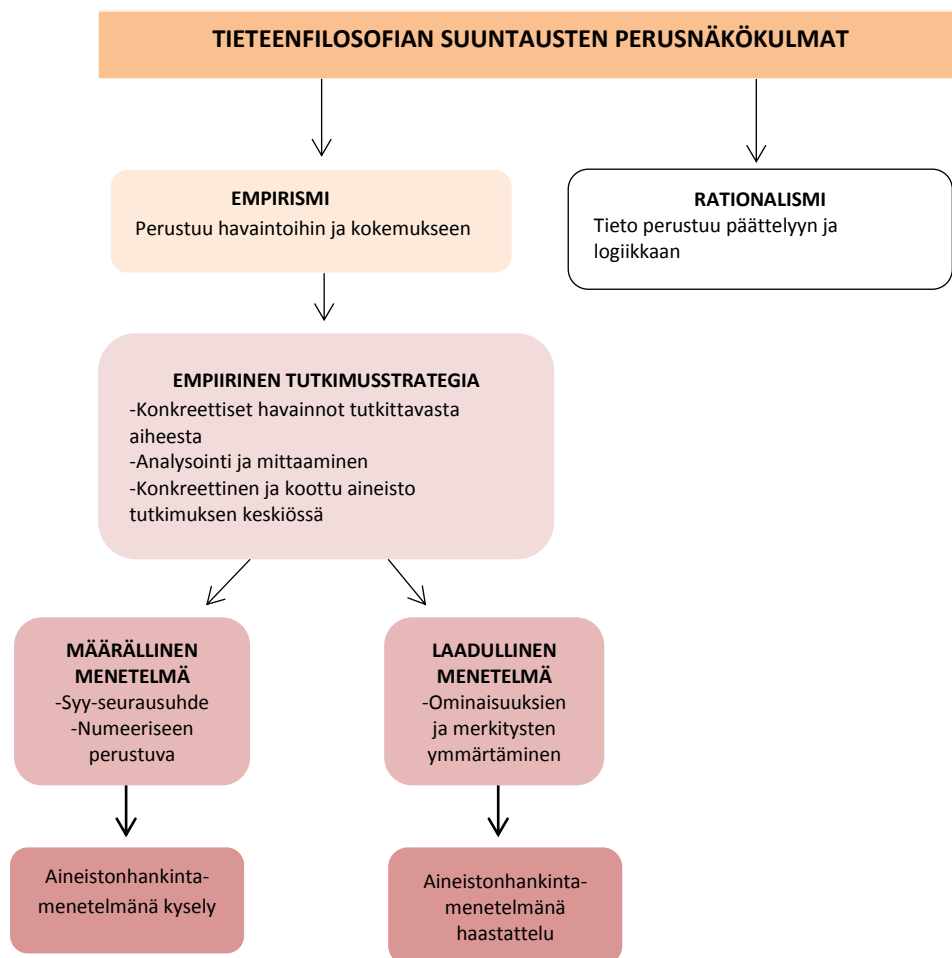 TIETEENFILOSOFIAN SUUNTAUSTEN PERUSNÄKÖKULMAT
EMPIRISMI
Perustuu havaintoihin ja kokemukseen
RATIONALISMI
Tieto perustuu päättelyyn ja
logiikkaan
EMPIIRINEN TUTKIMUSSTRATEGIA
-Konkreettiset havainnot tutkittavasta
aiheesta
-Analysointi ja mittaaminen
-Konkreettinen ja koottu aineisto
tutkimuksen keskiössä
MÄÄRÄLLINEN
MENETELMÄ
-Syy-seurausuhde
-Numeeriseen
perustuva
LAADULLINEN
MENETELMÄ
-Ominaisuuksien
ja merkitysten
ymmärtäminen
Aineistonhankinta-
menetelmänä kysely
Aineistonhankinta-
menetelmänä
haastattelu